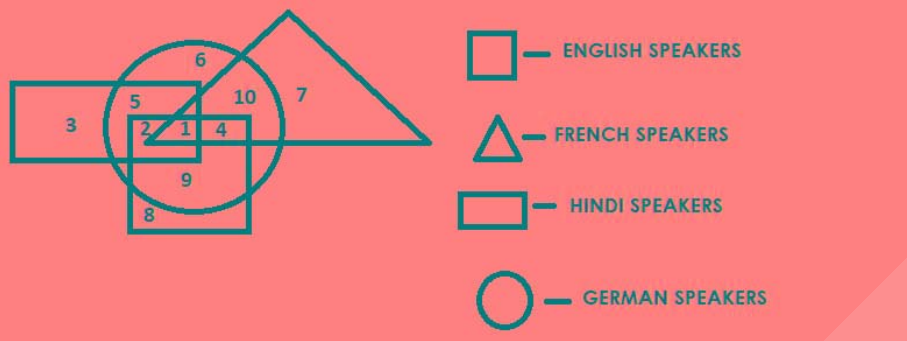 6
10
7
5
3
2 1 4
9
8
ENGLISH SPEAKERS
FRENCH SPEAKERS
HINDI SPEAKERS
GERMAN SPEAKERS